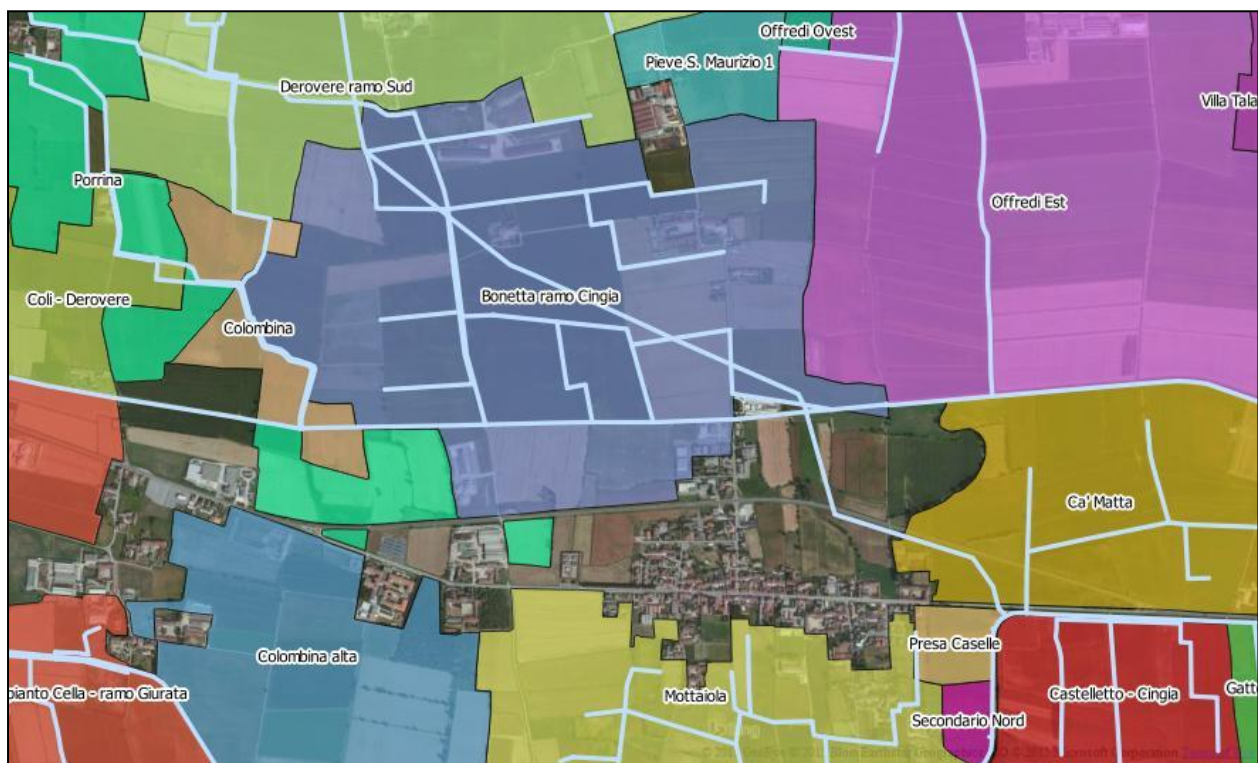 Offredi Ovest
Derovere ramo Sud
Pieve S. Maurizio 1
Villa Tala
Porrina
Offredi Est
Coli - Derovere
Bonetta ramo Cingia
Colombina
Ca' Matta
Presa Caselle
Colombina alta
pianto Cella - ramo Giurata
Mottaiola
Castelletto - Cingia
Gatt
Secondario Nord